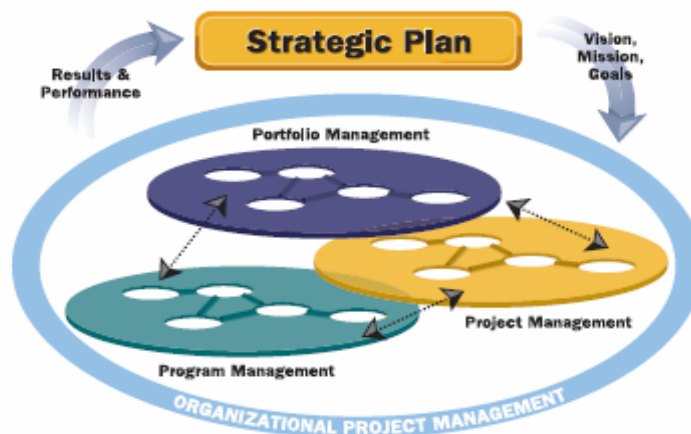 Strategic Plan
Results &
Performance
Vision,
Mission,
Goals
Portfolio Management
Project Management
Program Management
ORGANIZATIONAL PROJECT MANAGEMENT